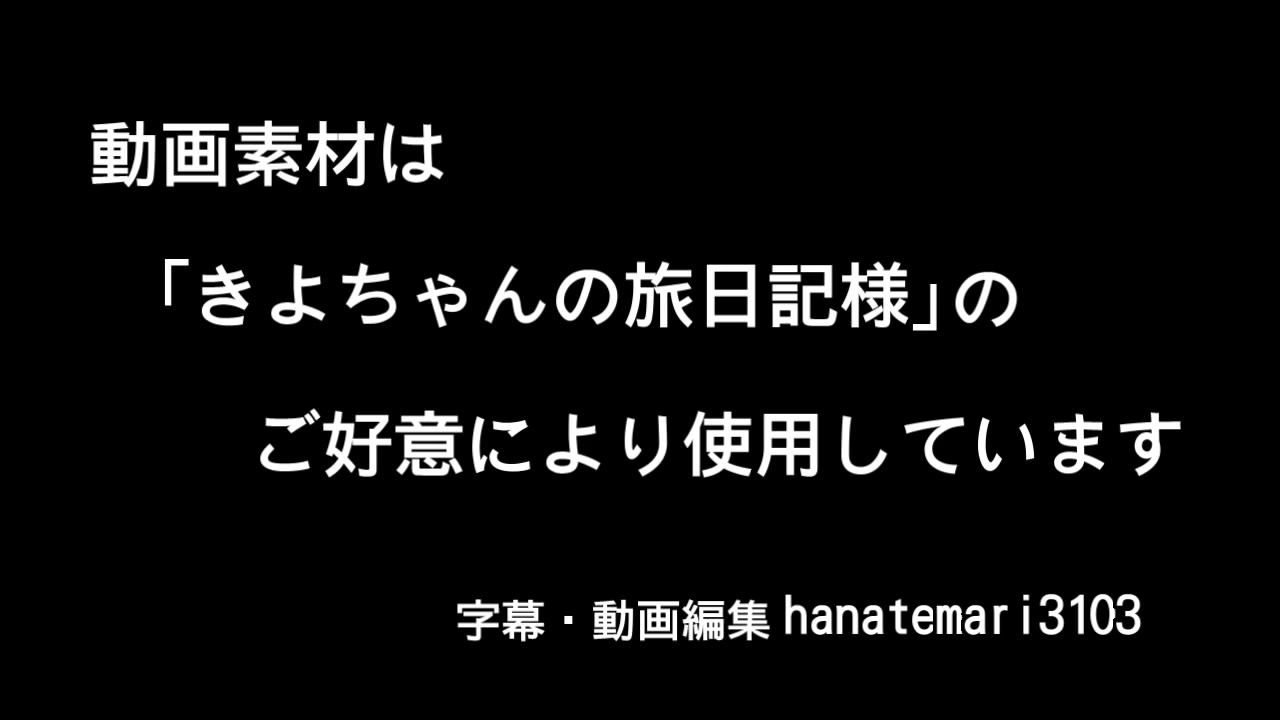 動画素材は
「きよちゃんの旅日記様」の
ご好意により使用しています
字幕・動画編集 hanatemari3103